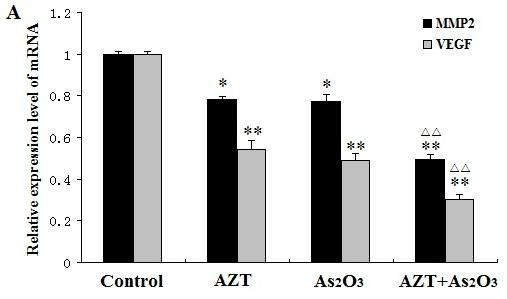 A
MMP2
VEGF
Relative expression level of mRNA
1.2
1
0.8
0.6
0.4
0.2
0
*
**
*
**
△△
**
△△
**
Control
AZT
As₂O₃
AZT+As₂O₃